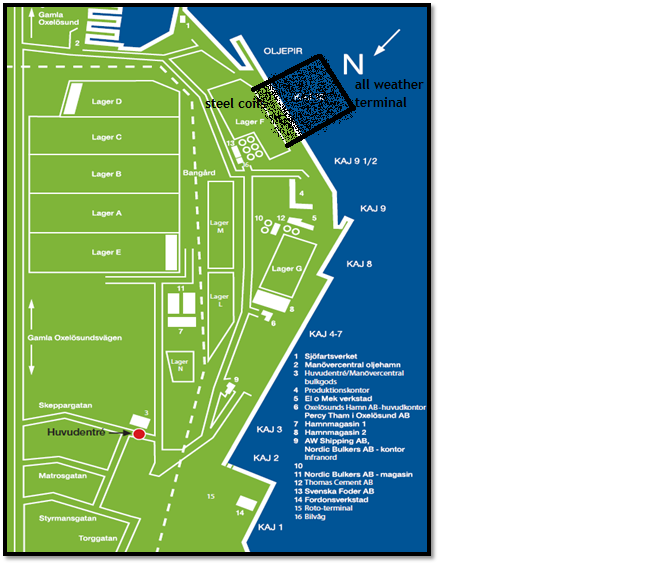 Gamla
Oxelösund
1
2
OLJEPIR
N
all weather
terminal
steel coils
Lager D
Lager F
Lager C
13
KAJ 9 1/2
Lager B
Bangård
4
Lager A
KAJ 9
10
12
5
Lager
M
Lager E
KAJ 8
Lager G
11
Lager
L
8
7
6
Gamla Oxelösundsvägen
KAJ 4-7
Lager
N
9
Skeppargatan
3
Huvudentré
KAJ 3
KAJ 2
Matrosgatan
15
14
Styrmansgatan
KAJ 1
Torggatan
1 Sjöfartsverket
2 Manövercentral oljehamn
3 Huvudentré/Manövercentral
bulkgods
4 Produktionskontor
5 El o Mek verkstad
6 Oxelösunds Hamn AB -huvudkontor
Percy Tham i Oxelösund AB
7 Hamnmagasin 1
8 Hamnmagasin 2
9 AW Shipping AB,
Nordic Bulkers AB - kontor
Infranord
10
11 Nordic Bulkers AB - magasin
12 Thomas Cement AB
13 Svenska Foder AB
14 Fordonsverkstad
15 Roto-terminal
16 Bilvåg